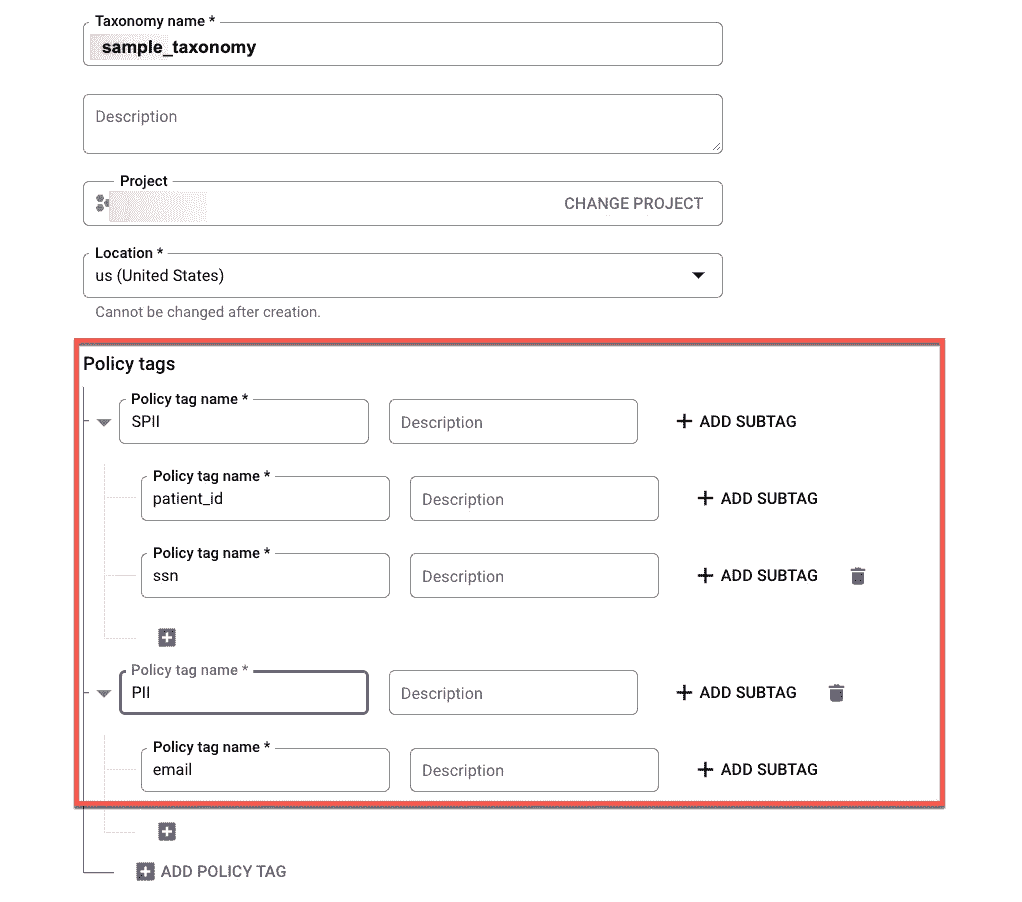 Taxonomy name *
sample_taxonomy
Description
Project
CHANGE PROJECT
Location *
us (United States)
Cannot be changed after creation.
Policy tags
Policy tag name *
SPII
Description
ADD SUBTAG
Policy tag name *
patient_id
Description
ADD SUBTAG
Policy tag name *
ssn
Description
ADD SUBTAG
Policy tag name *
PII
Description
ADD SUBTAG
Policy tag name *
email
Description
ADD SUBTAG
ADD POLICY TAG